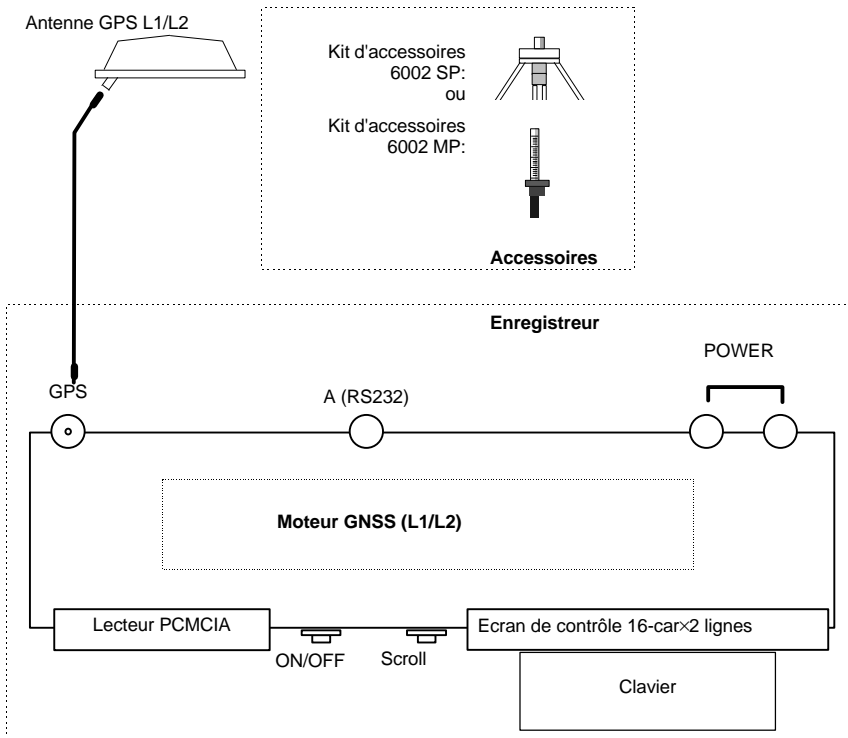 Antenne GPS L1/L2
Kit d'accessoires
6002 SP:
ou
Kit d'accessoires
6002 MP:
Accessoires
Enregistreur
POWER
GPS
A (RS232)
Moteur GNSS (L1/L2)
Lecteur PCMCIA
Ecran de contrôle 16-car×2 lignes
ON/OFF
Scroll
Clavier